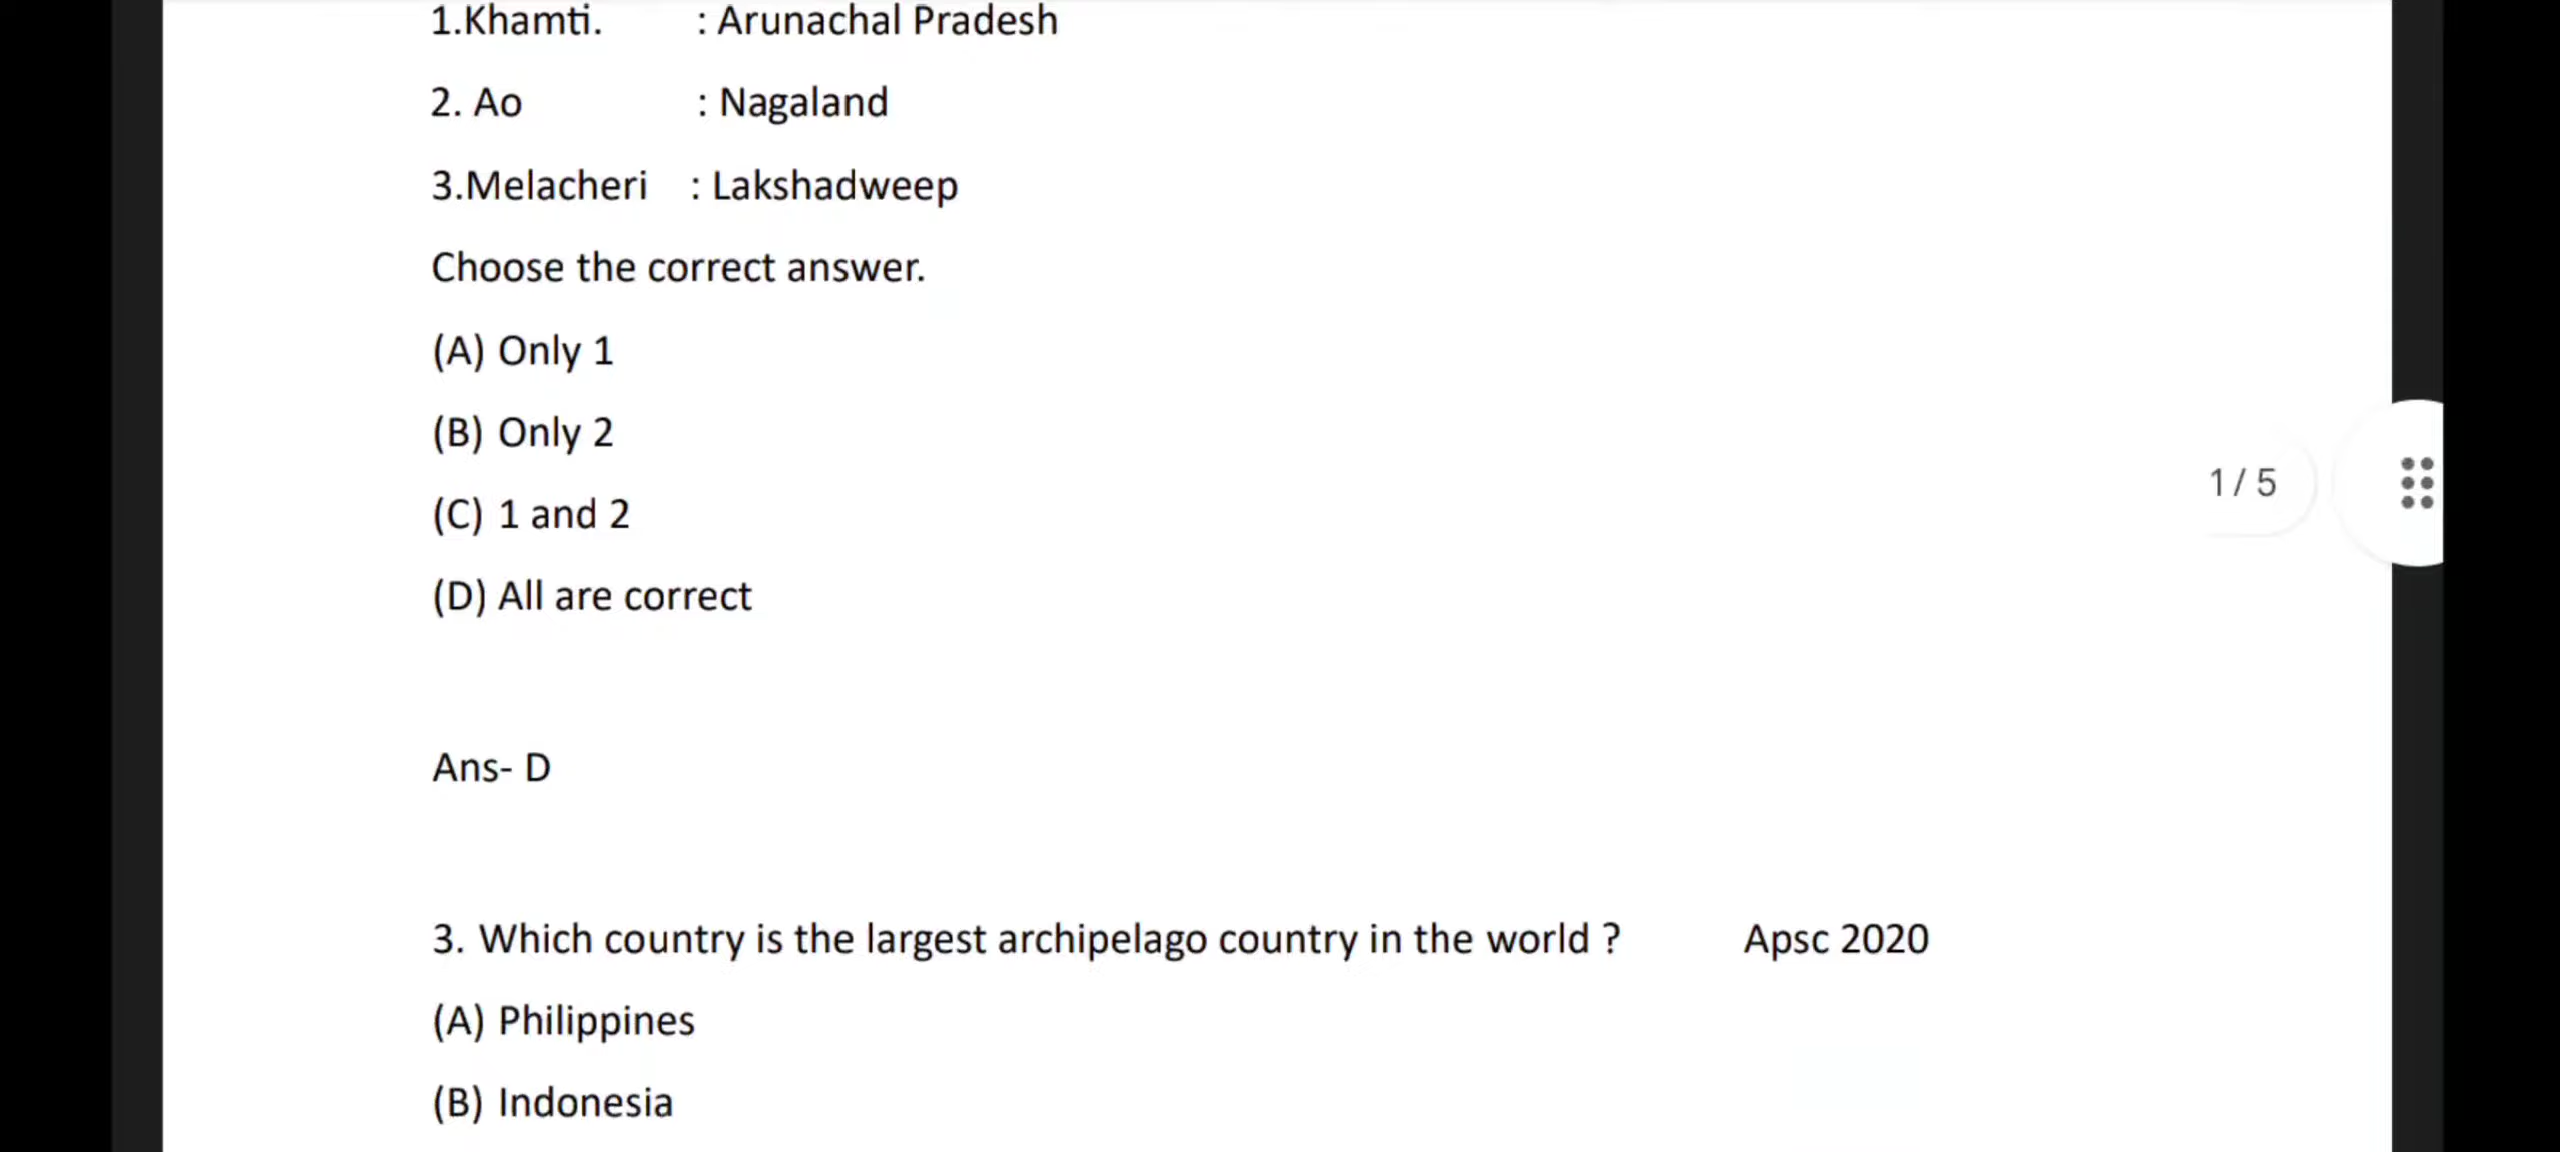 1.Khamti. : Arunachal Pradesh
2. Ao : Nagaland
3.Melacheri : Lakshadweep
Choose the correct answer.
(A) Only 1
(B) Only 2
(C) 1 and 2
1 / 5
(D) All are correct
Ans- D
3. Which country is the largest archipelago country in the world ? Apsc 2020
(A) Philippines
(B) Indonesia